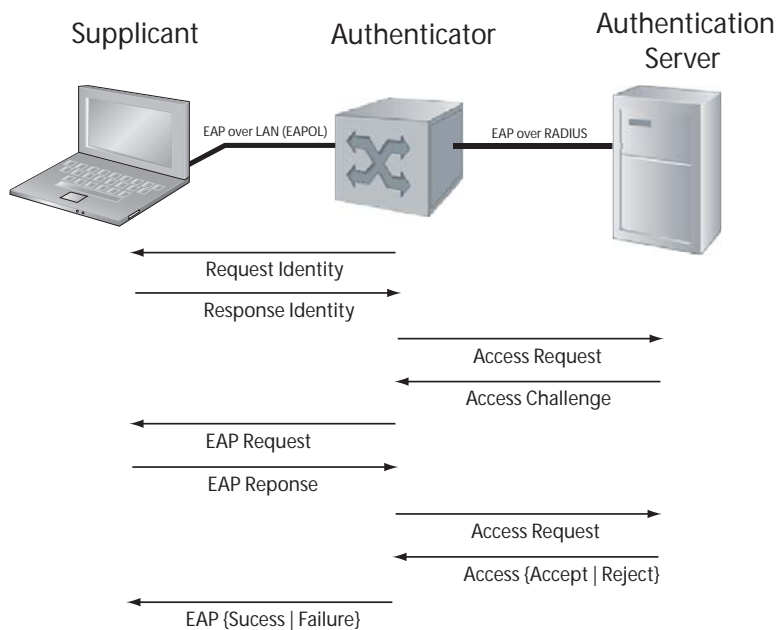 Supplicant
Authenticator
Authentication
Server
EAP over LAN (EAPOL)
EAP over RADIUS
Request Identity
Response Identity
Access Request
Access Challenge
EAP Request
EAP Reponse
Access Request
Access {Accept | Reject}
EAP {Sucess | Failure}